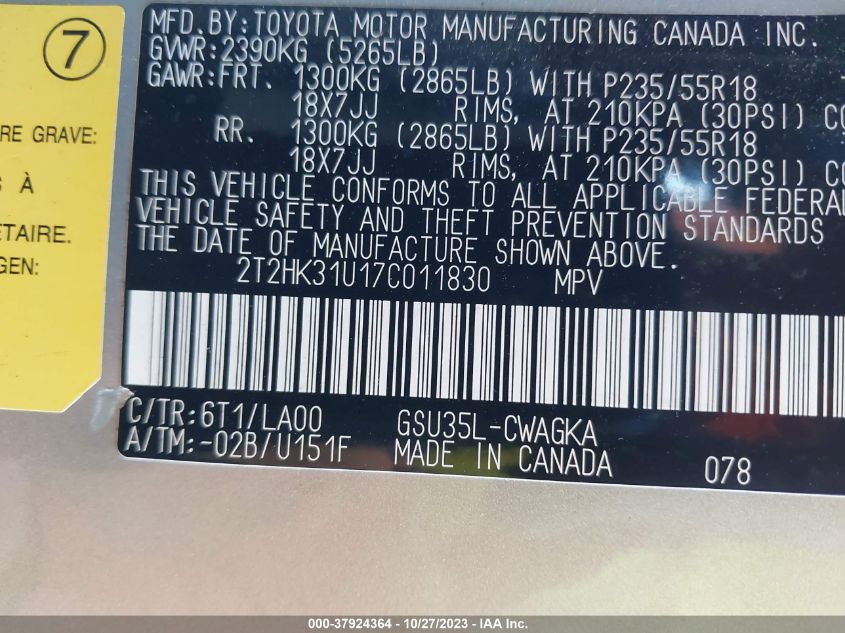 7
RE GRAVE:
S À
ÉTAIRE.
GEN:
MFD.BY:TOYOTA MOTOR MANUFACTURING CANADA INC.
GVWR:2390KG (5265LB)
GAWR:FRT. 1300KG (2865LB) WITH P235/55R18
18X7JJ RIMS, AT 210KPA (30PSI) CO
RR. 1300KG (2865LB) WITH P235/55R18
18X7JJ RIMS, AT 210KPA (30PSI) CO
THIS VEHICLE CONFORMS TO ALL APPLICABLE FEDERAL
VEHICLE SAFETY AND THEFT PREVENTION STANDARDS
THE DATE OF MANUFACTURE SHOWN ABOVE.
2T2HK31U17C011830 MPV
C/TR:6T1/LA00 GSU35L-CWAGKA
A/TM:-02B/U151F MADE IN CANADA 078
000-37924364 - 10/27/2023 - IAA Inc.